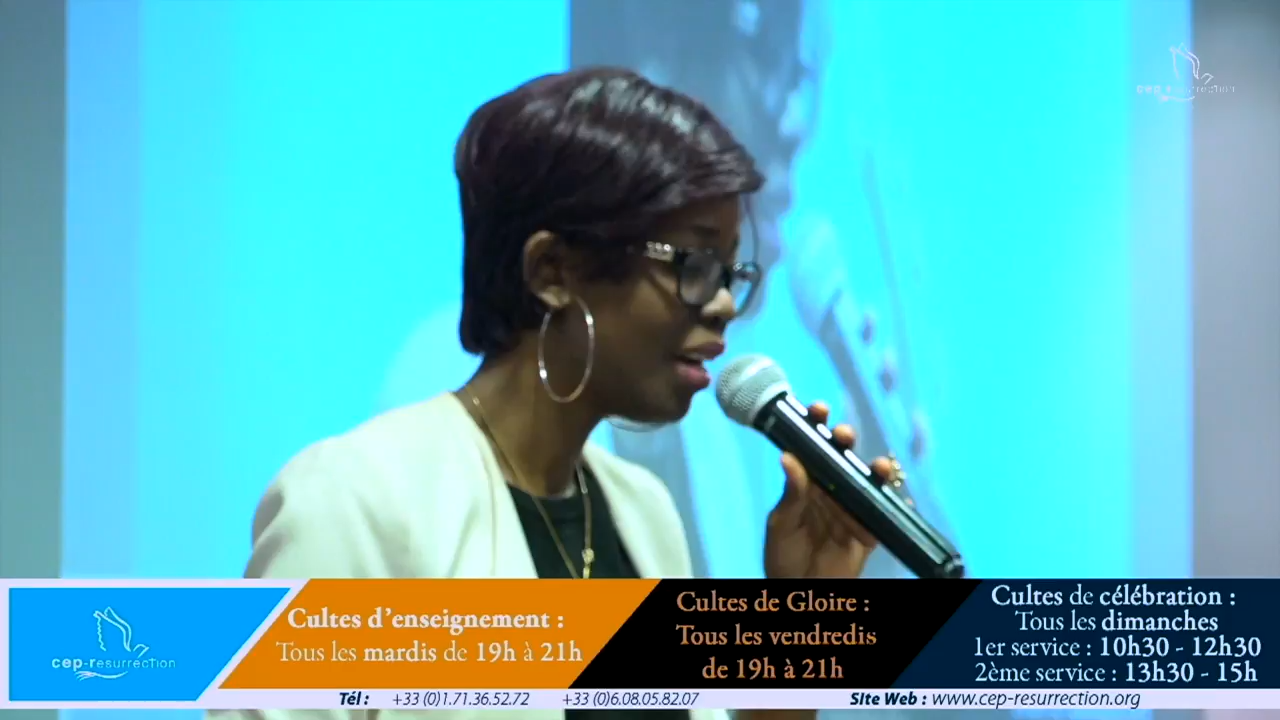 cep-resurrection
cep-resurrection
Cultes d'enseignement :
Tous les mardis de 19h à 21h
Cultes de Gloire :
Tous les vendredis
de 19h à 21h
Cultes de célébration :
Tous les dimanches
1er service : 10h30 - 12h30
2ème service : 13h30 - 15h
Tél : +33 (0)1.71.36.52.72 +33 (0)6.08.05.82.07 SIte Web : www.cep-resurrection.org